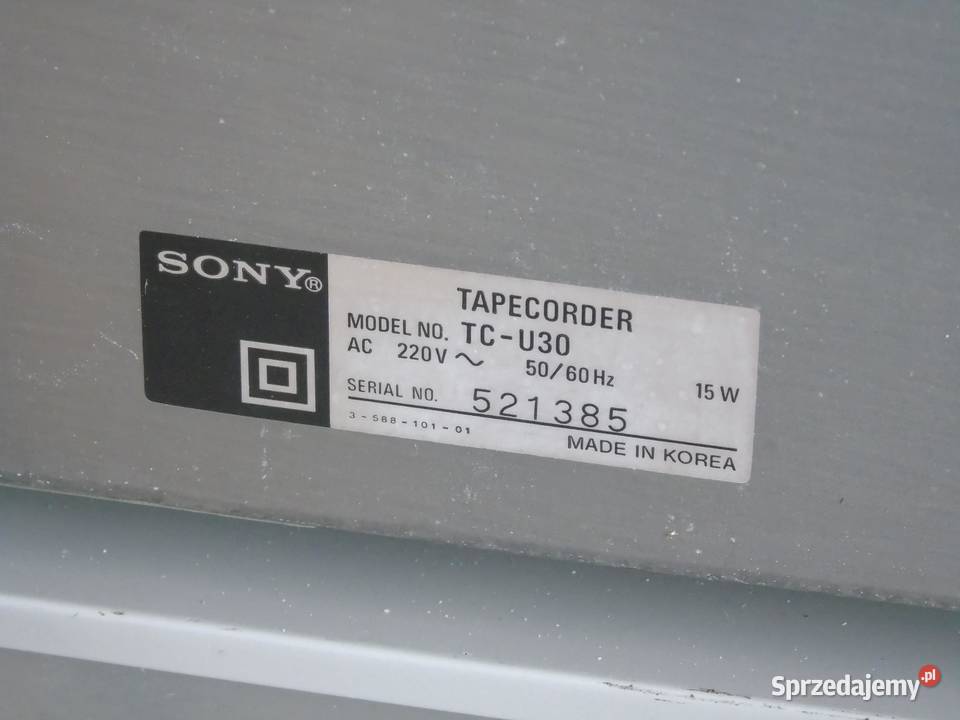 SONY®
TAPECORDER
MODEL NO. TC-U30
AC 220V ~ 50/60Hz 15W
SERIAL NO. 521385
3-588-101-01
MADE IN KOREA
Sprzedajemy.pl